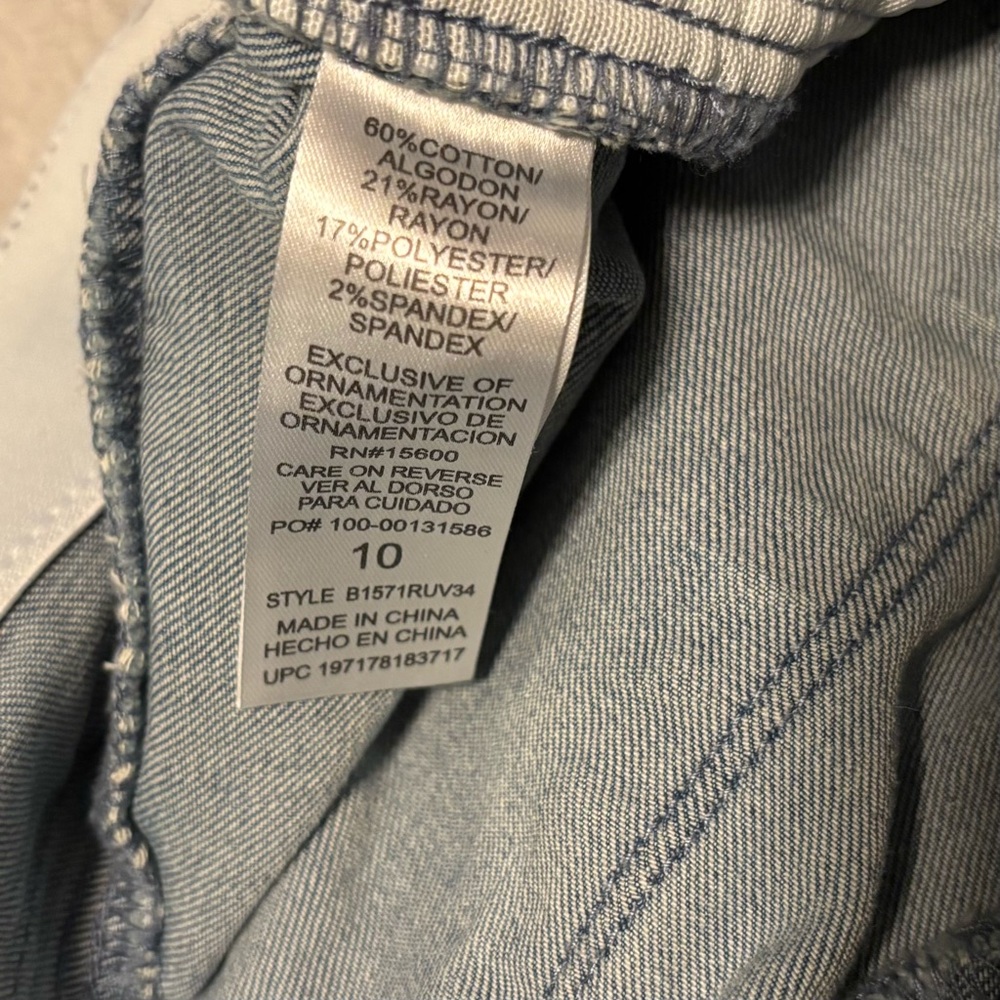 60%COTTON/
ALGODON
21%RAYON/
RAYON
17%POLYESTER/
POLIESTER
2%SPANDEX/
SPANDEX
EXCLUSIVE OF
ORNAMENTATION
EXCLUSIVO DE
ORNAMENTACION
RN#15600
CARE ON REVERSE
VER AL DORSO
PARA CUIDADO
PO# 100-00131586
10
STYLE B1571RUV34
MADE IN CHINA
HECHO EN CHINA
UPC 197178183717